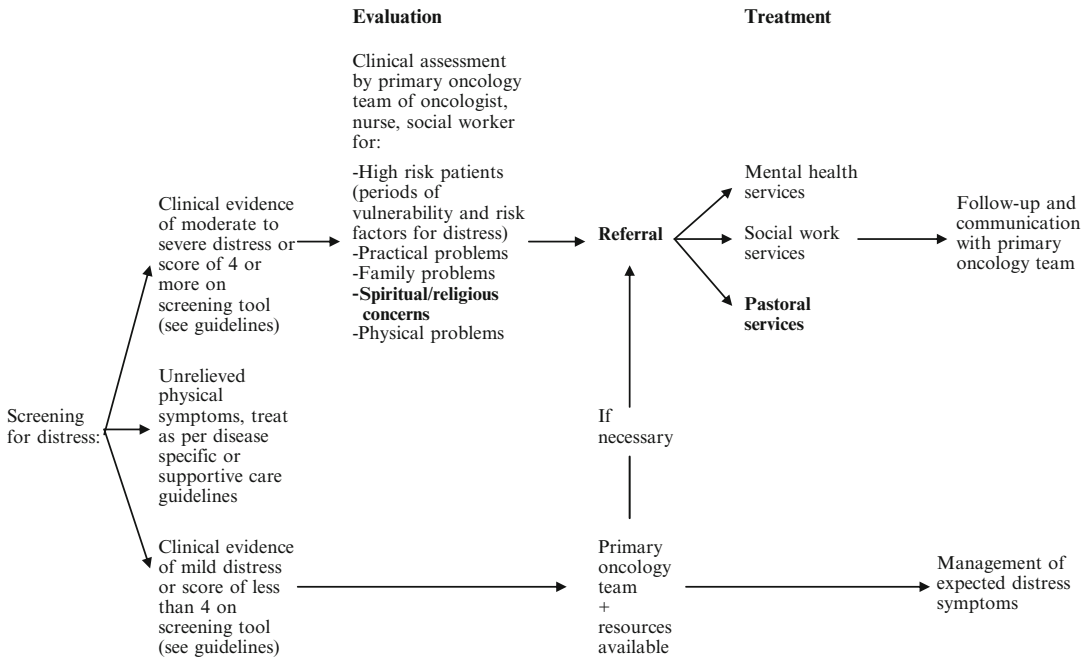 Evaluation
Treatment
Clinical assessment
by primary oncology
team of oncologist,
nurse, social worker
for:
-High risk patients
(periods of
vulnerability and risk
factors for distress)
-Practical problems
-Family problems
-Spiritual/religious
concerns
-Physical problems
Clinical evidence
of moderate to
severe distress or
score of 4 or
more on
screening tool
(see guidelines)
Referral
Mental health
services
Social work
services
Pastoral
services
Follow-up and
communication
with primary
oncology team
Screening
for distress:
Unrelieved
physical
symptoms, treat
as per disease
specific or
supportive care
guidelines
If
necessary
Clinical evidence
of mild distress
or score of less
than 4 on
screening tool
(see guidelines)
Primary
oncology
team
+
resources
available
Management of
expected distress
symptoms